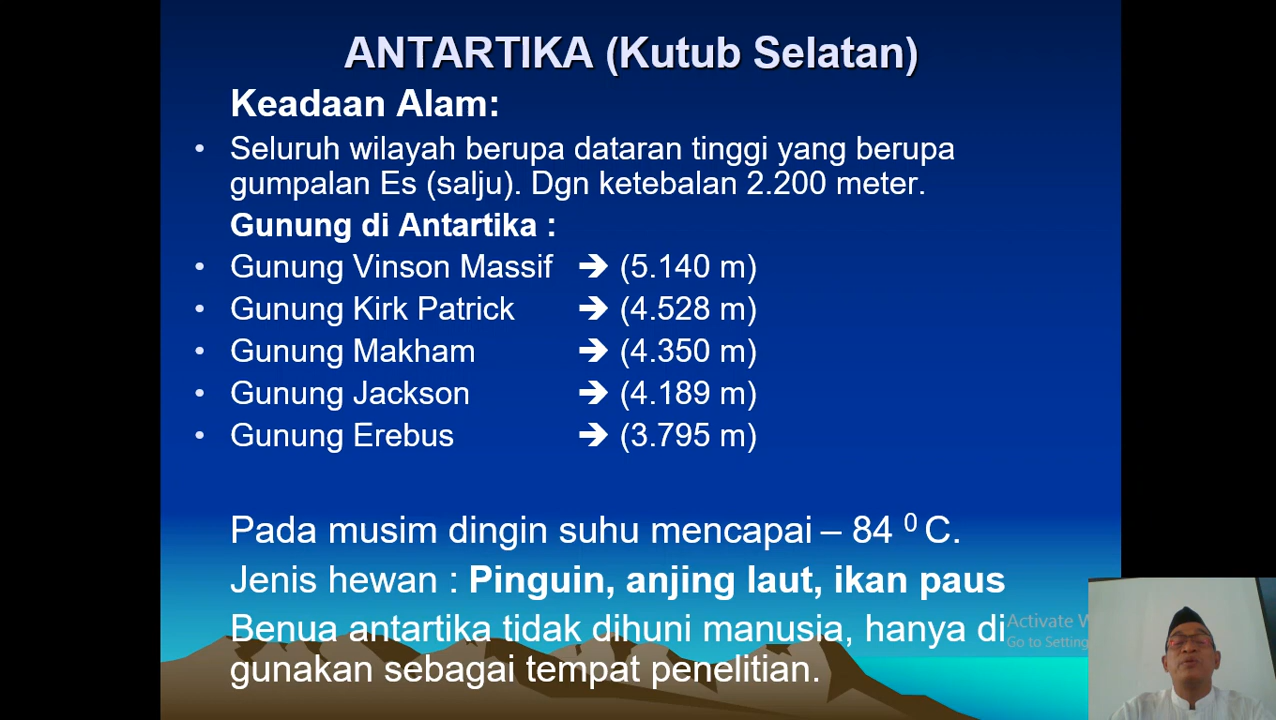 ANTARTIKA (Kutub Selatan)
Keadaan Alam:
• Seluruh wilayah berupa dataran tinggi yang berupa
gumpalan Es (salju). Dgn ketebalan 2.200 meter.
Gunung di Antartika :
• Gunung Vinson Massif ➔ (5.140 m)
• Gunung Kirk Patrick ➔ (4.528 m)
• Gunung Makham ➔ (4.350 m)
• Gunung Jackson ➔ (4.189 m)
• Gunung Erebus ➔ (3.795 m)
Pada musim dingin suhu mencapai – 84 ⁰ C.
Jenis hewan : Pinguin, anjing laut, ikan paus
Benua antartika tidak dihuni manusia, hanya di
gunakan sebagai tempat penelitian.
Activate W
Go to Setting